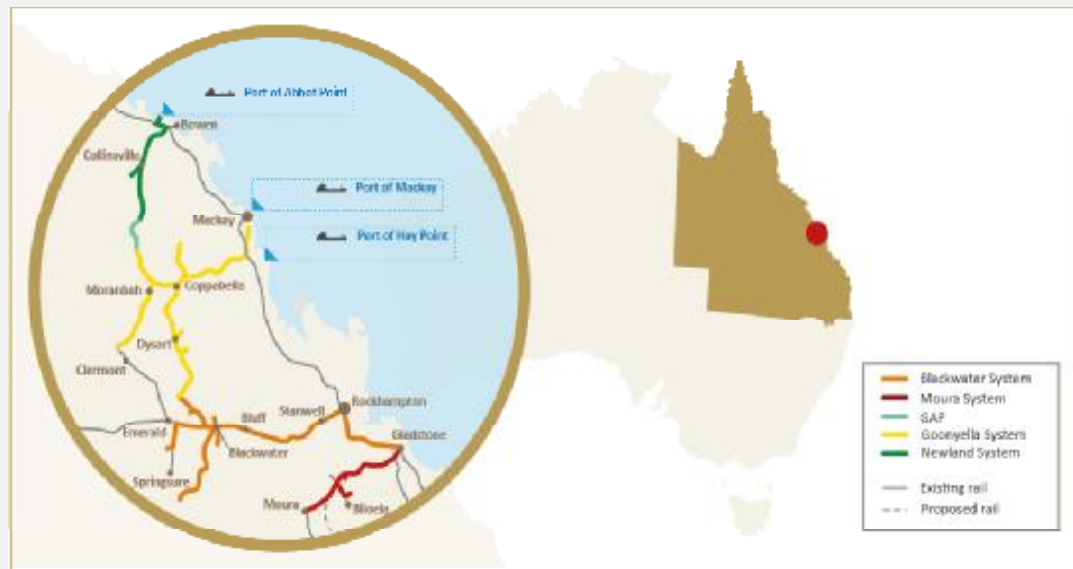 Port of Abbot Point
Bowen
Collinsville
Port of Mackay
Mackay
Port of Hay Point
Moranbah
Coppabella
Dysart
Clermont
Rockhampton
Bluff
Stanwell
Emerald
Blackwater
Gladstone
Springsure
Moura
Biloela
Blackwater System
Moura System
GAP
Goonyella System
Newland System
Existing rail
Proposed rail